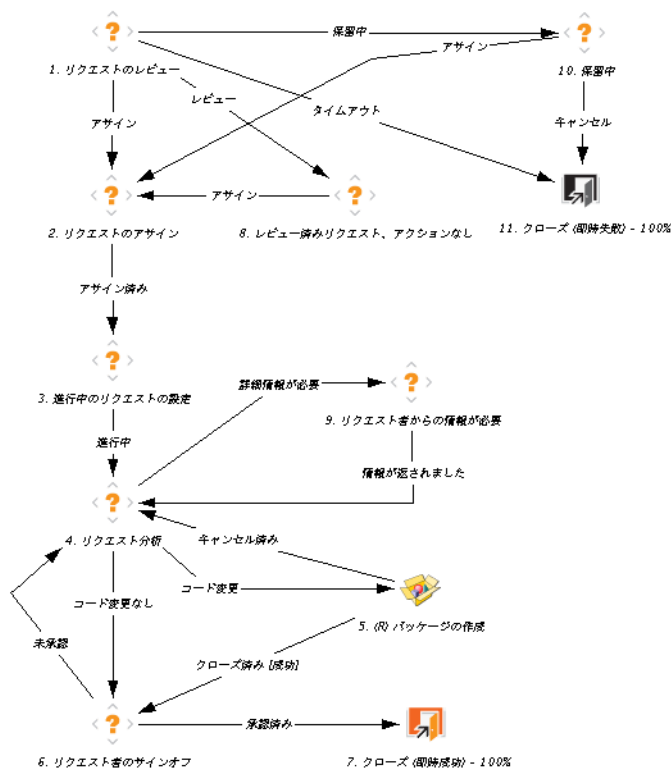 保留中
アサイン
1. リクエストのレビュー
10. 保留中
レビュー
タイムアウト
アサイン
キャンセル
アサイン
2. リクエストのアサイン
8. レビュー済みリクエスト、アクションなし
11. クローズ (即時失敗) - 100%
アサイン済み
詳細情報が必要
3. 進行中のリクエストの設定
9. リクエスト者からの情報が必要
進行中
情報が返されました
4. リクエスト分析
キャンセル済み
コード変更
コード変更なし
5. (R) パッケージの作成
未承認
クローズ済み [成功]
承認済み
6. リクエスト者のサインオフ
7. クローズ (即時成功) - 100%